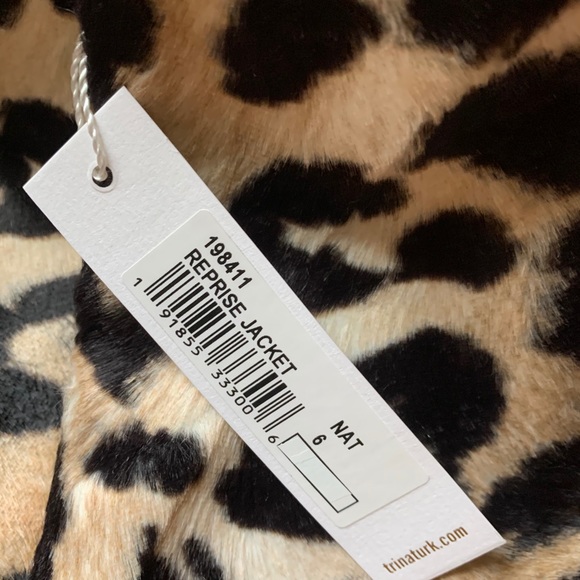 198411
REPRISE JACKET
1 91855 33300 6
NAT
6
trinaturk.com